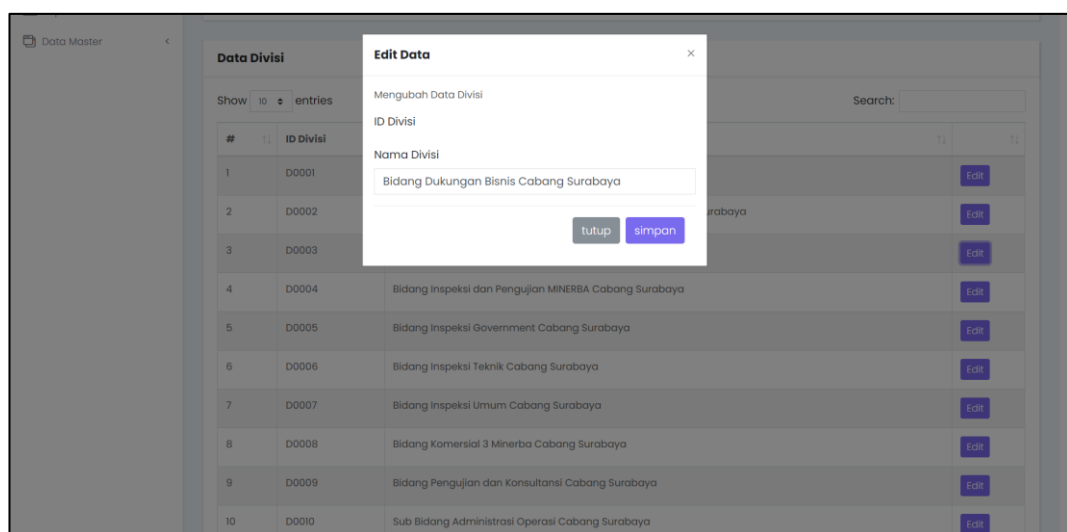 Data Master
Data Divisi
Show 10 entries
Search:
# ID Divisi
1 D0001 Edit
2 D0002 urabaya Edit
3 D0003 Edit
4 D0004 Bidang Inspeksi dan Pengujian MINERBA Cabang Surabaya Edit
5 D0005 Bidang Inspeksi Government Cabang Surabaya Edit
6 D0006 Bidang Inspeksi Teknik Cabang Surabaya Edit
7 D0007 Bidang Inspeksi Umum Cabang Surabaya Edit
8 D0008 Bidang Komersial 3 Minerba Cabang Surabaya Edit
9 D0009 Bidang Pengujian dan Konsultansi Cabang Surabaya Edit
10 D0010 Sub Bidang Administrasi Operasi Cabang Surabaya Edit
Edit Data ×
Mengubah Data Divisi
ID Divisi
Nama Divisi
Bidang Dukungan Bisnis Cabang Surabaya
tutup simpan